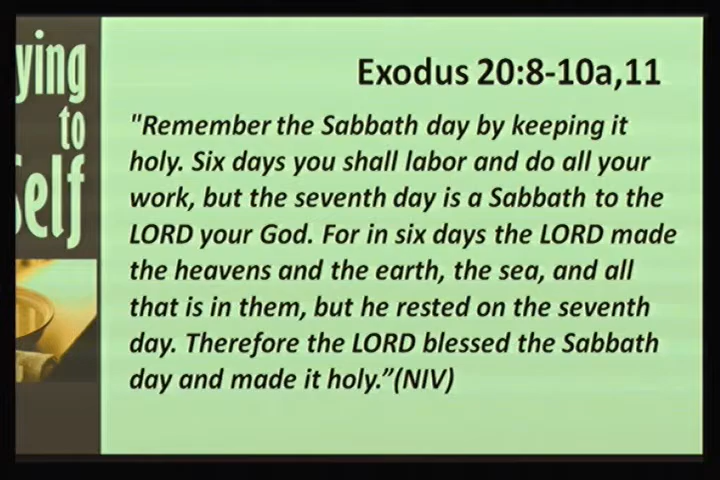 ying
to
Self
Exodus 20:8-10a,11
"Remember the Sabbath day by keeping it
holy. Six days you shall labor and do all your
work, but the seventh day is a Sabbath to the
LORD your God. For in six days the LORD made
the heavens and the earth, the sea, and all
that is in them, but he rested on the seventh
day. Therefore the LORD blessed the Sabbath
day and made it holy.”(NIV)